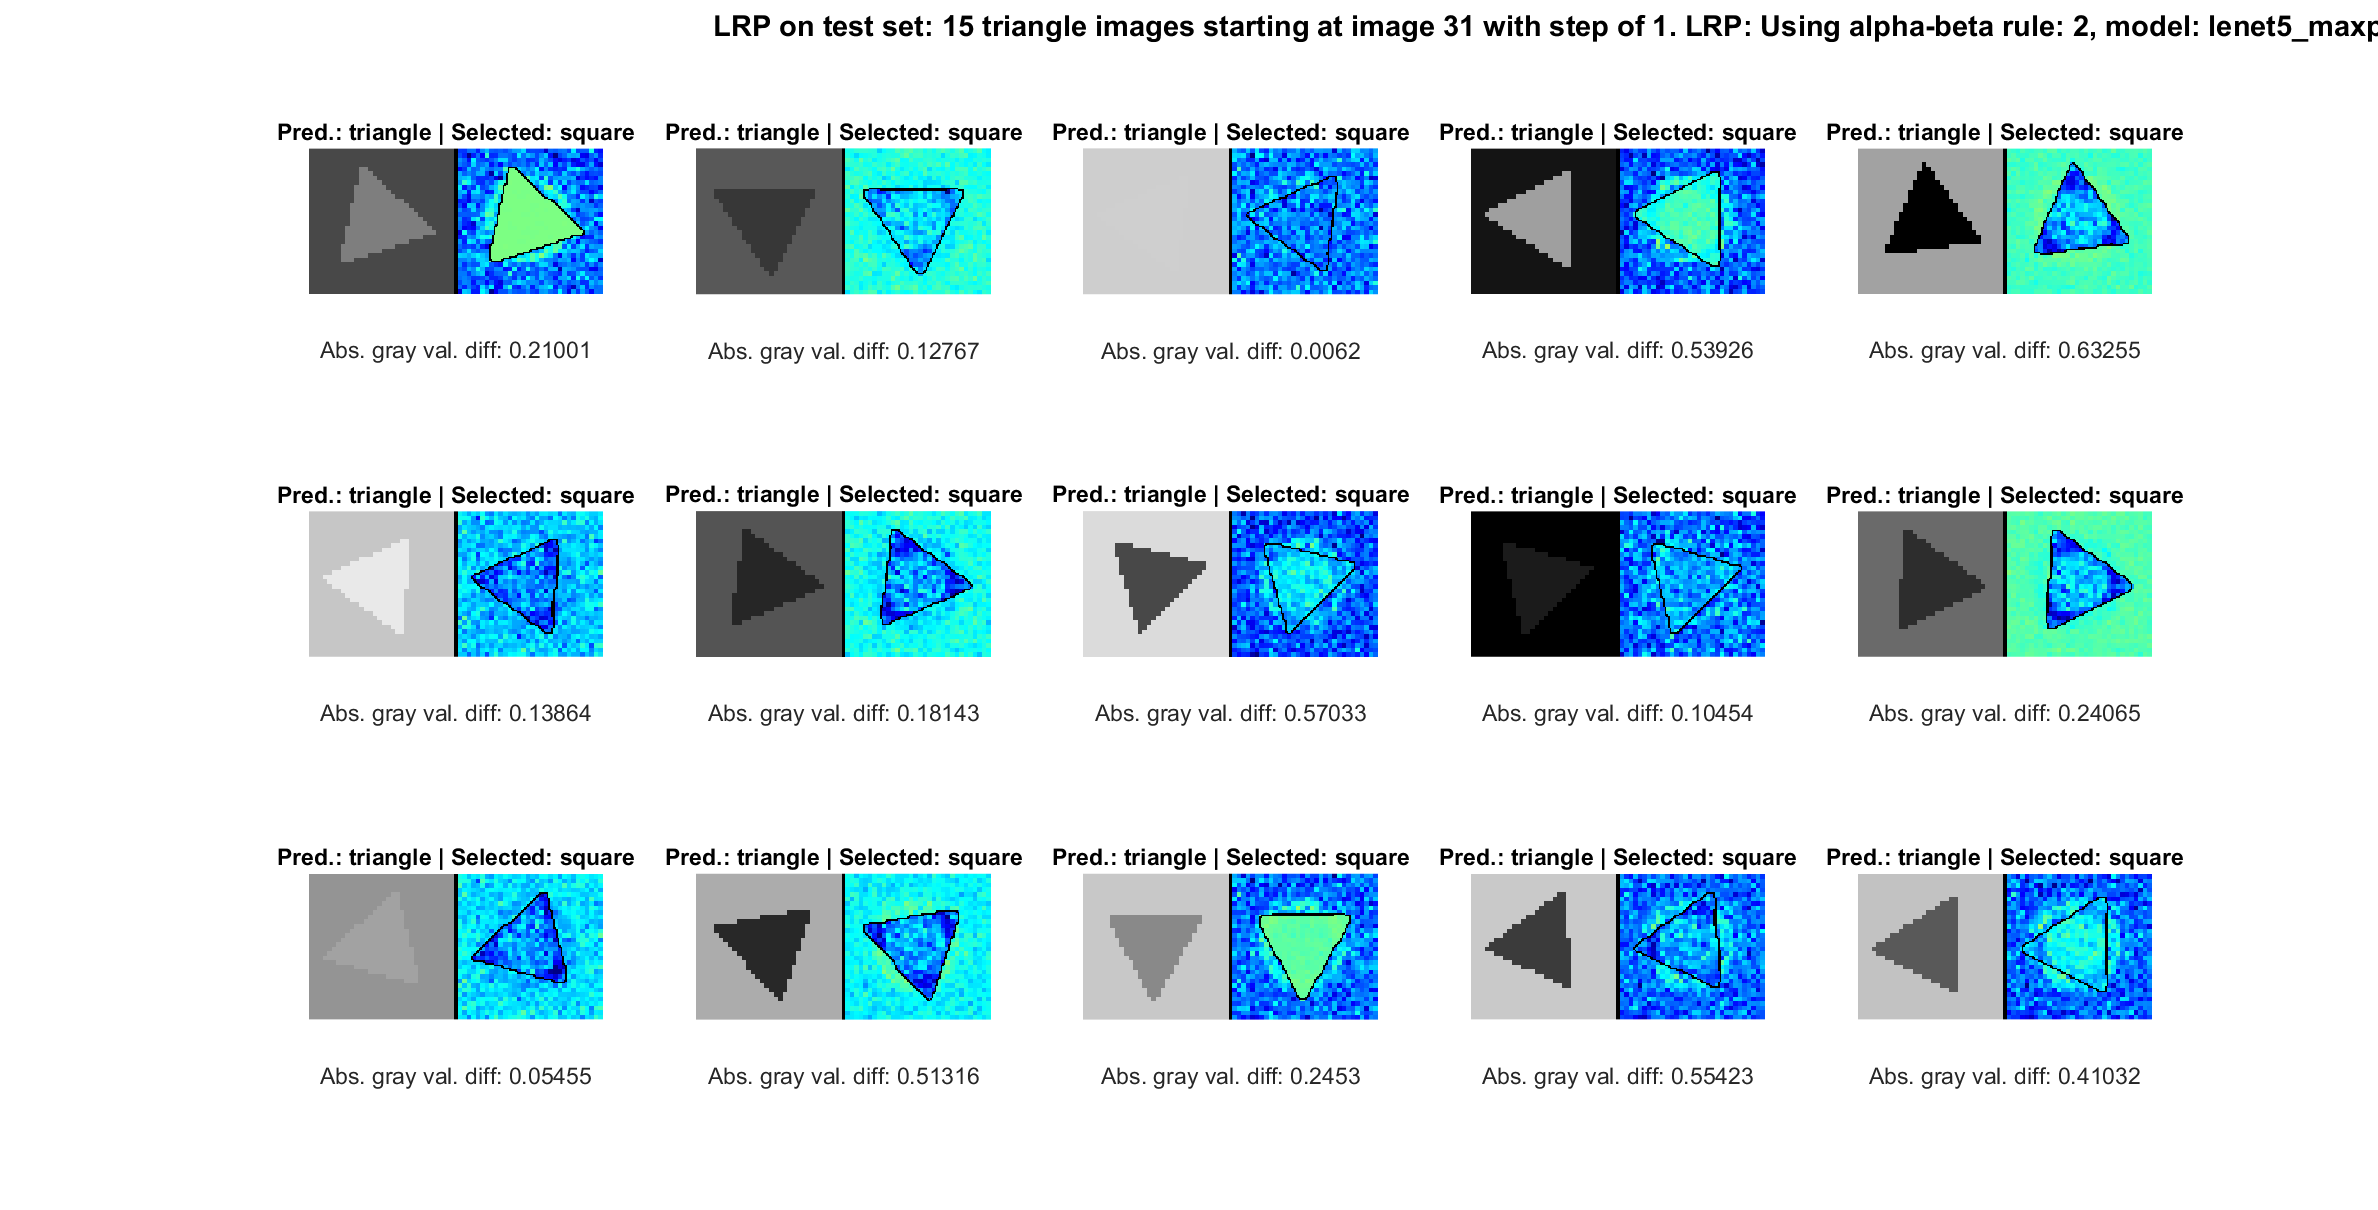 LRP on test set: 15 triangle images starting at image 31 with step of 1. LRP: Using alpha-beta rule: 2, model: lenet5_maxp
Pred.: triangle | Selected: square Pred.: triangle | Selected: square Pred.: triangle | Selected: square Pred.: triangle | Selected: square Pred.: triangle | Selected: square
Abs. gray val. diff: 0.21001 Abs. gray val. diff: 0.12767 Abs. gray val. diff: 0.0062 Abs. gray val. diff: 0.53926 Abs. gray val. diff: 0.63255
Pred.: triangle | Selected: square Pred.: triangle | Selected: square Pred.: triangle | Selected: square Pred.: triangle | Selected: square Pred.: triangle | Selected: square
Abs. gray val. diff: 0.13864 Abs. gray val. diff: 0.18143 Abs. gray val. diff: 0.57033 Abs. gray val. diff: 0.10454 Abs. gray val. diff: 0.24065
Pred.: triangle | Selected: square Pred.: triangle | Selected: square Pred.: triangle | Selected: square Pred.: triangle | Selected: square Pred.: triangle | Selected: square
Abs. gray val. diff: 0.05455 Abs. gray val. diff: 0.51316 Abs. gray val. diff: 0.2453 Abs. gray val. diff: 0.55423 Abs. gray val. diff: 0.41032